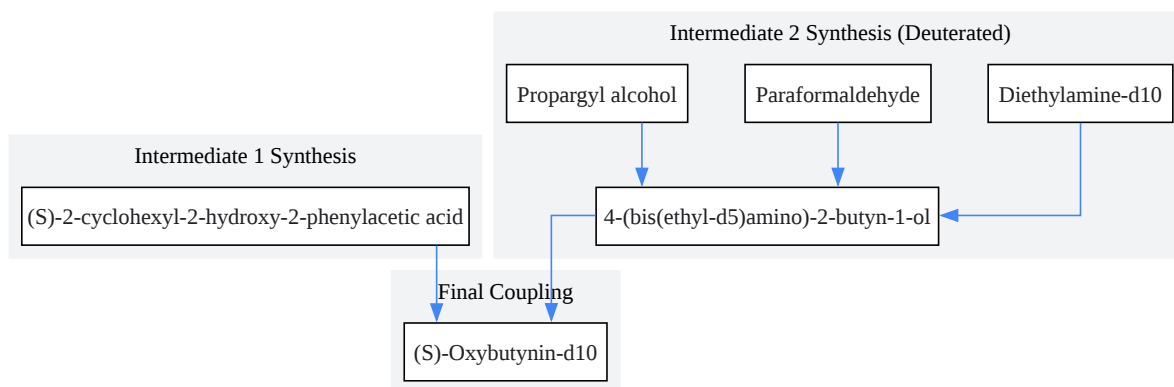 Intermediate 2 Synthesis (Deuterated)
Propargyl alcohol
Paraformaldehyde
Diethylamine-d10
Intermediate 1 Synthesis
(S)-2-cyclohexyl-2-hydroxy-2-phenylacetic acid
4-(bis(ethyl-d5)amino)-2-butyn-1-ol
Final Coupling
(S)-Oxybutynin-d10